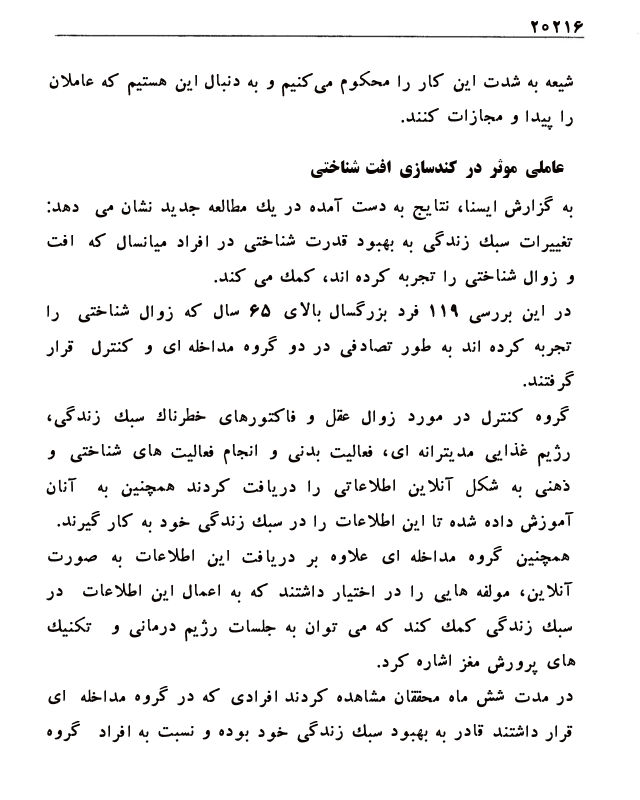 ۲۰۲۱۶
شیعه به شدت این کار را محکوم می‌کنیم و به دنبال این هستیم که عاملان
را پیدا و مجازات کنند.
عاملی موثر در کندسازی افت شناختی
به گزارش ایسنا، نتایج به دست آمده در یك مطالعه جدید نشان می دهد:
تغییرات سبك زندگی به بهبود قدرت شناختی در افراد میانسال که افت
و زوال شناختی را تجربه کرده اند، کمك می کند.
در این بررسی ۱۱۹ فرد بزرگسال بالای ۶۵ سال که زوال شناختی را
تجربه کرده اند به طور تصادفی در دو گروه مداخله ای و کنترل قرار
گرفتند.
گروه کنترل در مورد زوال عقل و فاکتورهای خطرناك سبك زندگی،
رژیم غذایی مدیترانه ای، فعالیت بدنی و انجام فعالیت های شناختی و
ذهنی به شکل آنلاین اطلاعاتی را دریافت کردند همچنین به آنان
آموزش داده شده تا این اطلاعات را در سبك زندگی خود به کار گیرند.
همچنین گروه مداخله ای علاوه بر دریافت این اطلاعات به صورت
آنلاین، مولفه هایی را در اختیار داشتند که به اعمال این اطلاعات در
سبك زندگی کمك کند که می توان به جلسات رژیم درمانی و تکنیك
های پرورش مغز اشاره کرد.
در مدت شش ماه محققان مشاهده کردند افرادی که در گروه مداخله ای
قرار داشتند قادر به بهبود سبك زندگی خود بوده و نسبت به افراد گروه